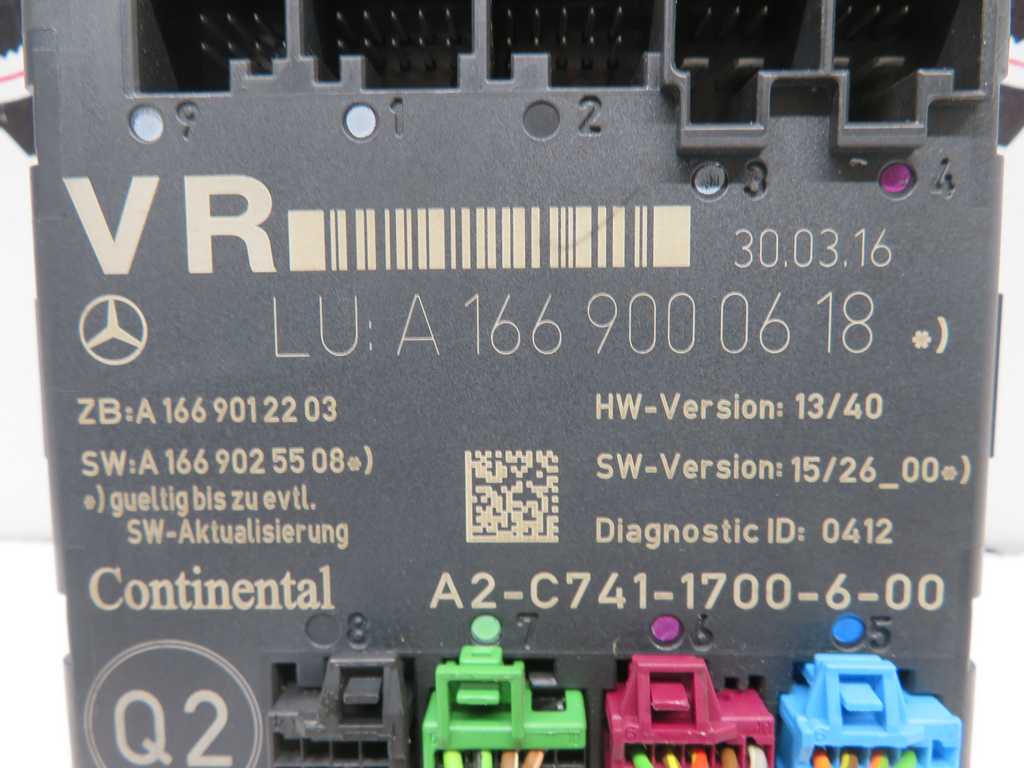 9 1 2
3 4
VR 30.03.16
LU: A 166 900 06 18 *)
ZB:A 166 901 22 03
HW-Version: 13/40
SW:A 166 902 55 08*)
SW-Version: 15/26_00*)
*) gueltig bis zu evtl.
SW-Aktualisierung
Diagnostic ID: 0412
Continental A2-C741-1700-6-00
8 7 6 5
Q2